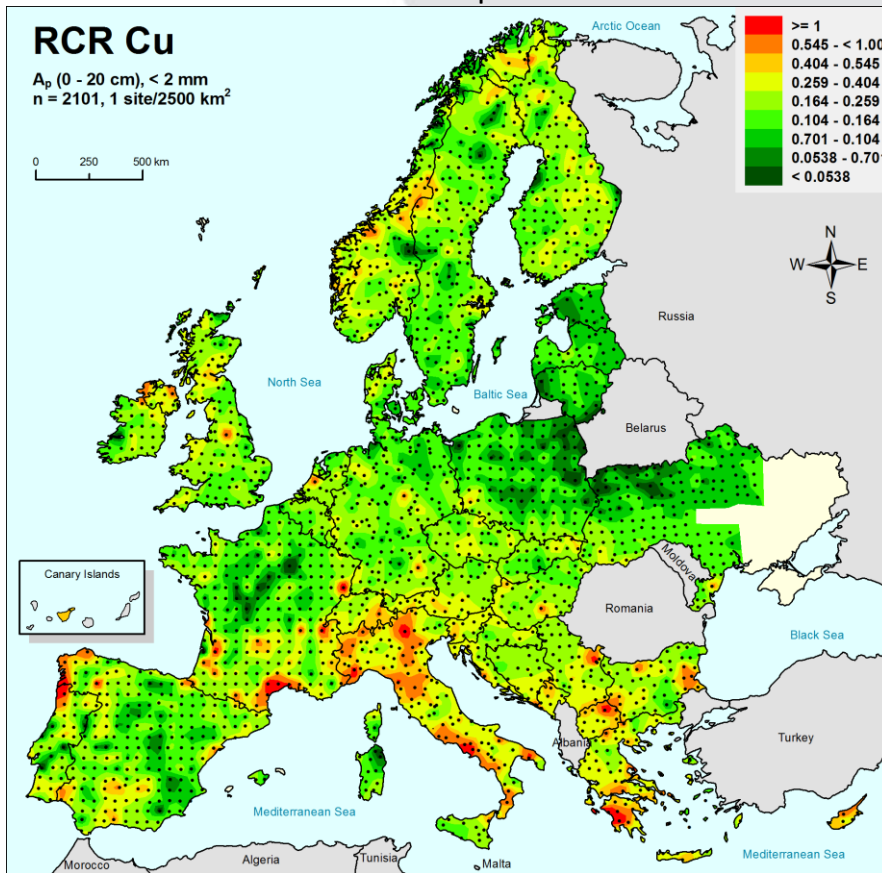 RCR Cu
Aₚ (0 - 20 cm), < 2 mm
n = 2101, 1 site/2500 km²
0 250 500 km
>= 1
0.545 - < 1.00
0.404 - 0.545
0.259 - 0.404
0.164 - 0.259
0.104 - 0.164
0.701 - 0.104
0.0538 - 0.701
< 0.0538
Arctic Ocean
N
W E
S
Russia
North Sea
Baltic Sea
Belarus
Canary Islands
Moldova
Romania
Black Sea
Albania
Turkey
Mediterranean Sea
Mediterranean Sea
Morocco
Algeria
Tunisia
Malta